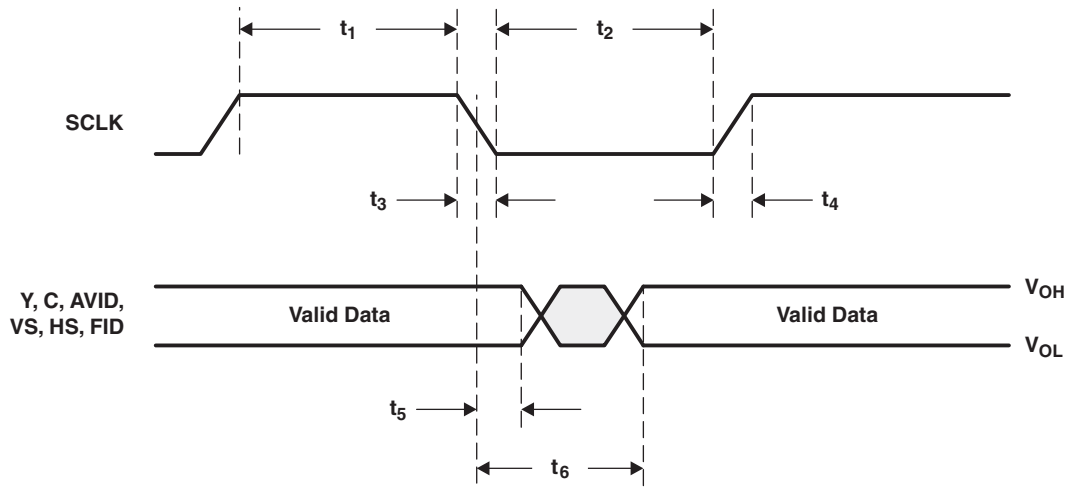 t1
t2
SCLK
t3
t4
Y, C, AVID,
VS, HS, FID
Valid Data
Valid Data
VOH
VOL
t5
t6